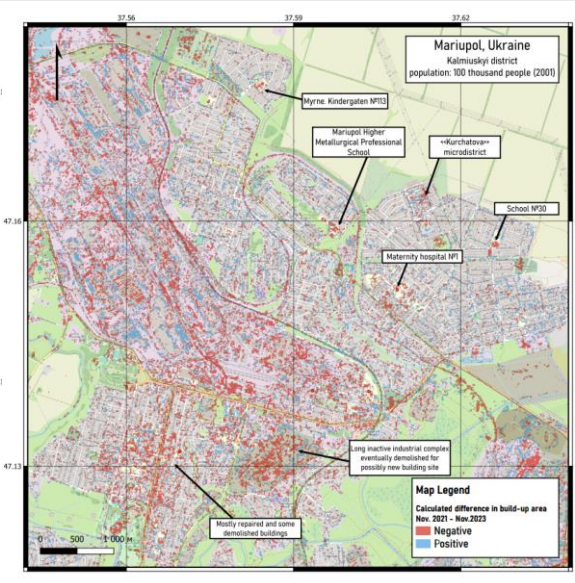 37.56
37.59
37.62
Mariupol, Ukraine
Kalmiuskyi district
population: 100 thousand people (2001)
Myrne. Kindergaten №113
Mariupol Higher
Metallurgical Professional
School
«Kurchatova»
microdistrict
School №30
47.16
Maternity hospital №1
47.13
Long inactive industrial complex
eventually demolished for
possibly new building site
Mostly repaired and some
demolished buildings
0 500 1 000 м
Map Legend
Calculated difference in build-up area
Nov. 2021 - Nov.2023
Negative
Positive